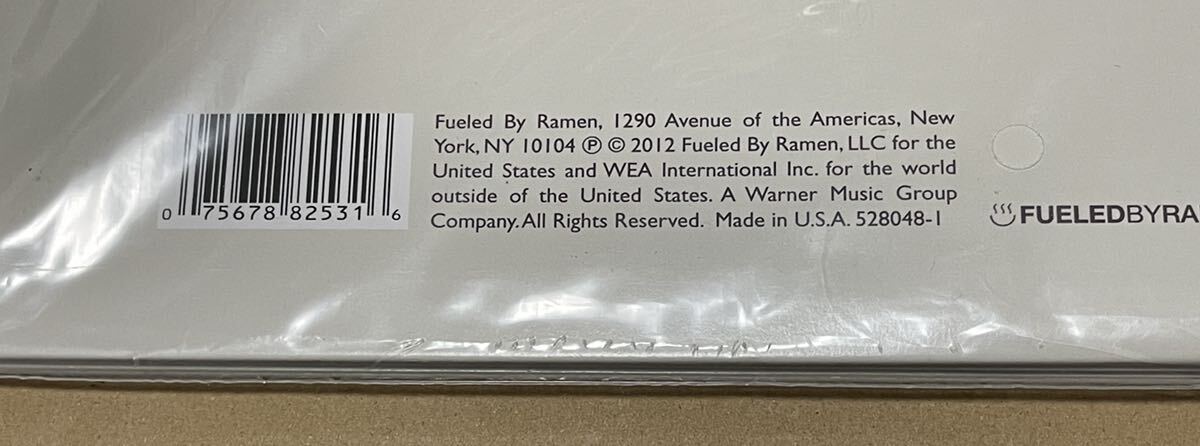 Fueled By Ramen, 1290 Avenue of the Americas, New
York, NY 10104 ℗ © 2012 Fueled By Ramen, LLC for the
United States and WEA International Inc. for the world
outside of the United States. A Warner Music Group
Company. All Rights Reserved. Made in U.S.A. 528048-1
0 75678 82531 6
FUELEDBYRA